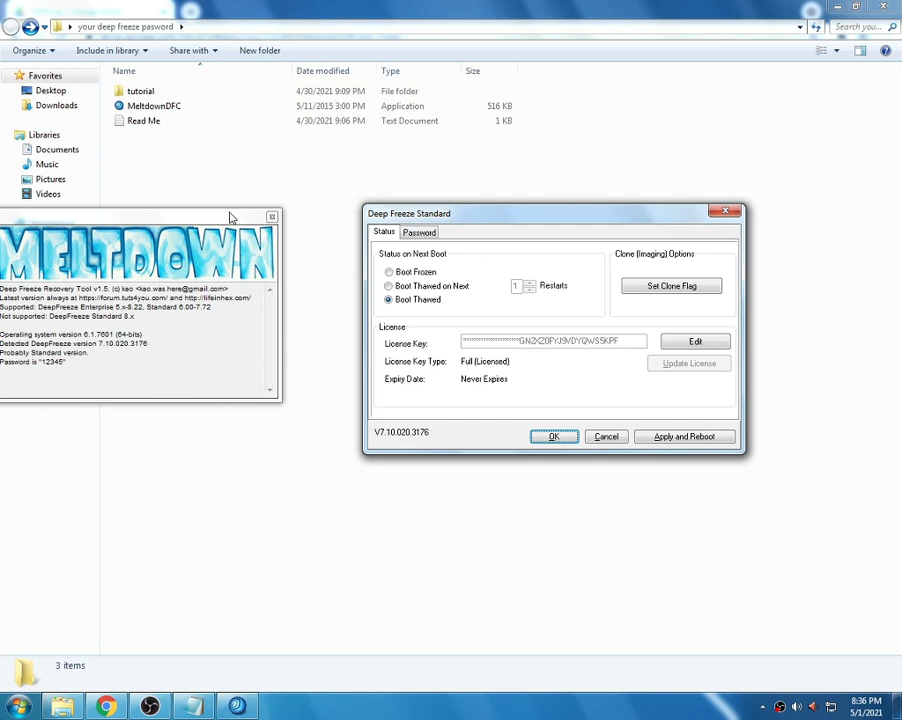 your deep freeze pasword
Search you...
Organize
Include in library
Share with
New folder
Name
Date modified
Type
Size
Favorites
Desktop
Downloads
Libraries
Documents
Music
Pictures
Videos
tutorial 4/30/2021 9:09 PM File folder
MeltdownDFC 5/11/2015 3:00 PM Application 516 KB
Read Me 4/30/2021 9:06 PM Text Document 1 KB
MELTDOWN
Deep Freeze Recovery Tool v1.5. (c) kao <kao.was.here@gmail.com>
Latest version always at https://forum.tuts4you.com/ and http://lifeinhex.com/
Supported: DeepFreeze Enterprise 5.x-8.22, Standard 6.00-7.72
Not supported: DeepFreeze Standard 8.x
Operating system version 6.1.7601 (64-bits)
Detected DeepFreeze version 7.10.020.3176
Probably Standard version.
Password is "12345"
Deep Freeze Standard
Status
Password
Status on Next Boot
Boot Frozen
Boot Thawed on Next
1
Restarts
Boot Thawed
Clone (Imaging) Options
Set Clone Flag
License
License Key:
Edit
License Key Type:
Full (Licensed)
Update License
Expiry Date:
Never Expires
V7.10.020.3176
OK
Cancel
Apply and Reboot
3 items
8:36 PM
5/1/2021